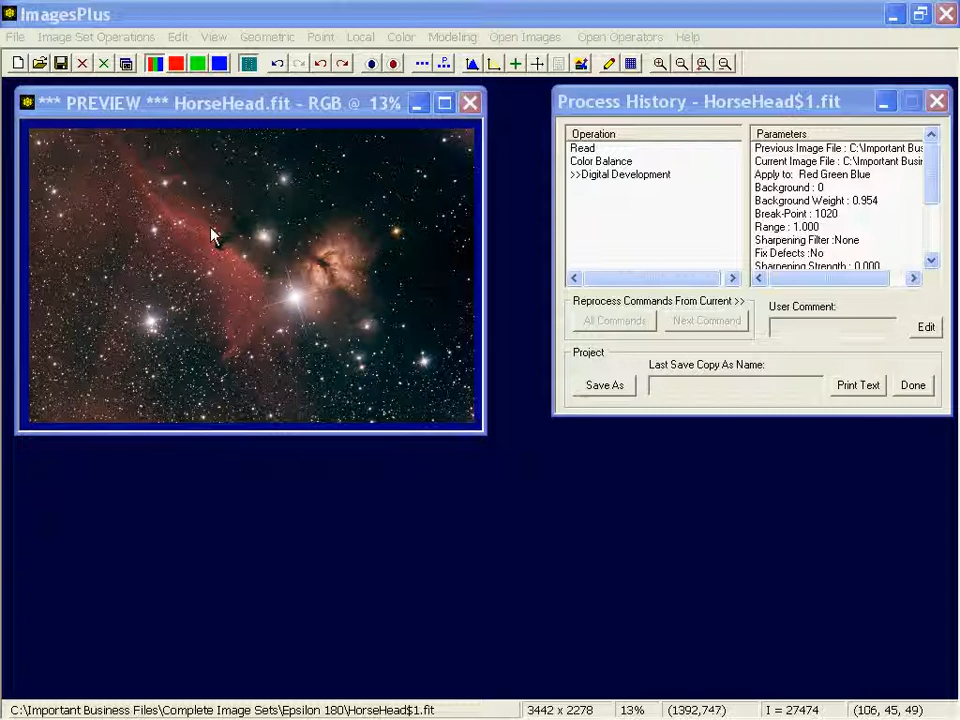 ImagesPlus
File Image Set Operations Edit View Geometric Point Local Color Modeling Open Images Open Operators Help
*** PREVIEW *** HorseHead.fit - RGB @ 13%
Process History - HorseHead$1.fit
Operation
Read
Color Balance
>>Digital Development
Parameters
Previous Image File : C:\Important Bus
Current Image File : C:\Important Busi
Apply to: Red Green Blue
Background : 0
Background Weight : 0.954
Break-Point : 1020
Range : 1.000
Sharpening Filter :None
Fix Defects :No
Sharpening Strength : 0.000
Reprocess Commands From Current >>
All Commands Next Command
User Comment:
Edit
Project
Last Save Copy As Name:
Save As Print Text Done
C:\Important Business Files\Complete Image Sets\Epsilon 180\HorseHead$1.fit 3442 x 2278 13% (1392,747) I = 27474 (106, 45, 49)